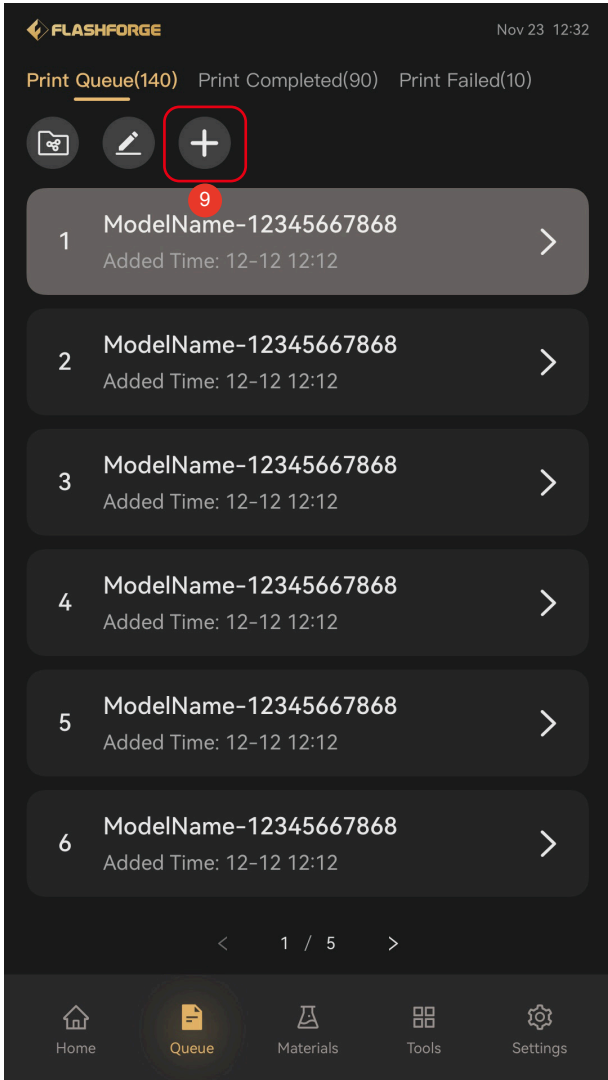 FLASHFORGE Nov 23 12:32
Print Queue(140) Print Completed(90) Print Failed(10)
9
1 ModelName-12345667868
Added Time: 12-12 12:12
2 ModelName-12345667868
Added Time: 12-12 12:12
3 ModelName-12345667868
Added Time: 12-12 12:12
4 ModelName-12345667868
Added Time: 12-12 12:12
5 ModelName-12345667868
Added Time: 12-12 12:12
6 ModelName-12345667868
Added Time: 12-12 12:12
< 1 / 5 >
Home Queue Materials Tools Settings